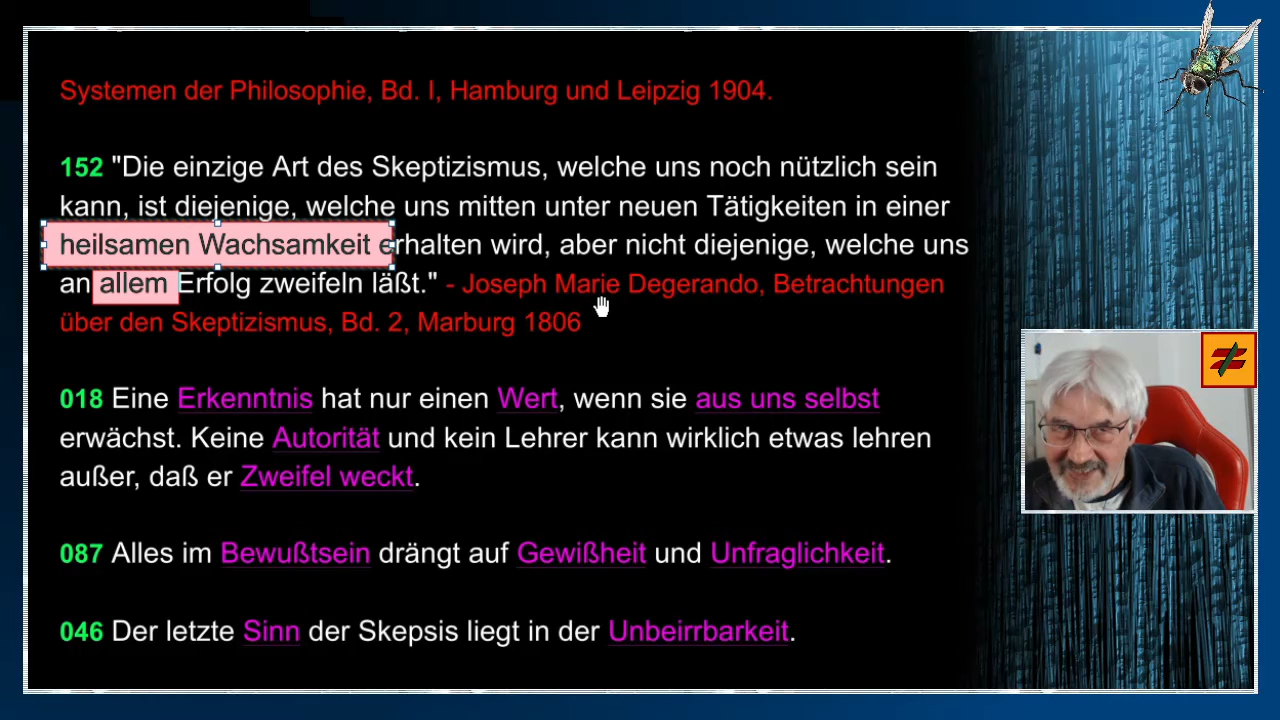 Systemen der Philosophie, Bd. I, Hamburg und Leipzig 1904.
152 "Die einzige Art des Skeptizismus, welche uns noch nützlich sein
kann, ist diejenige, welche uns mitten unter neuen Tätigkeiten in einer
heilsamen Wachsamkeit erhalten wird, aber nicht diejenige, welche uns
an allem Erfolg zweifeln läßt." - Joseph Marie Degerando, Betrachtungen
über den Skeptizismus, Bd. 2, Marburg 1806
018 Eine Erkenntnis hat nur einen Wert, wenn sie aus uns selbst
erwächst. Keine Autorität und kein Lehrer kann wirklich etwas lehren
außer, daß er Zweifel weckt.
087 Alles im Bewußtsein drängt auf Gewißheit und Unfraglichkeit.
046 Der letzte Sinn der Skepsis liegt in der Unbeirrbarkeit.